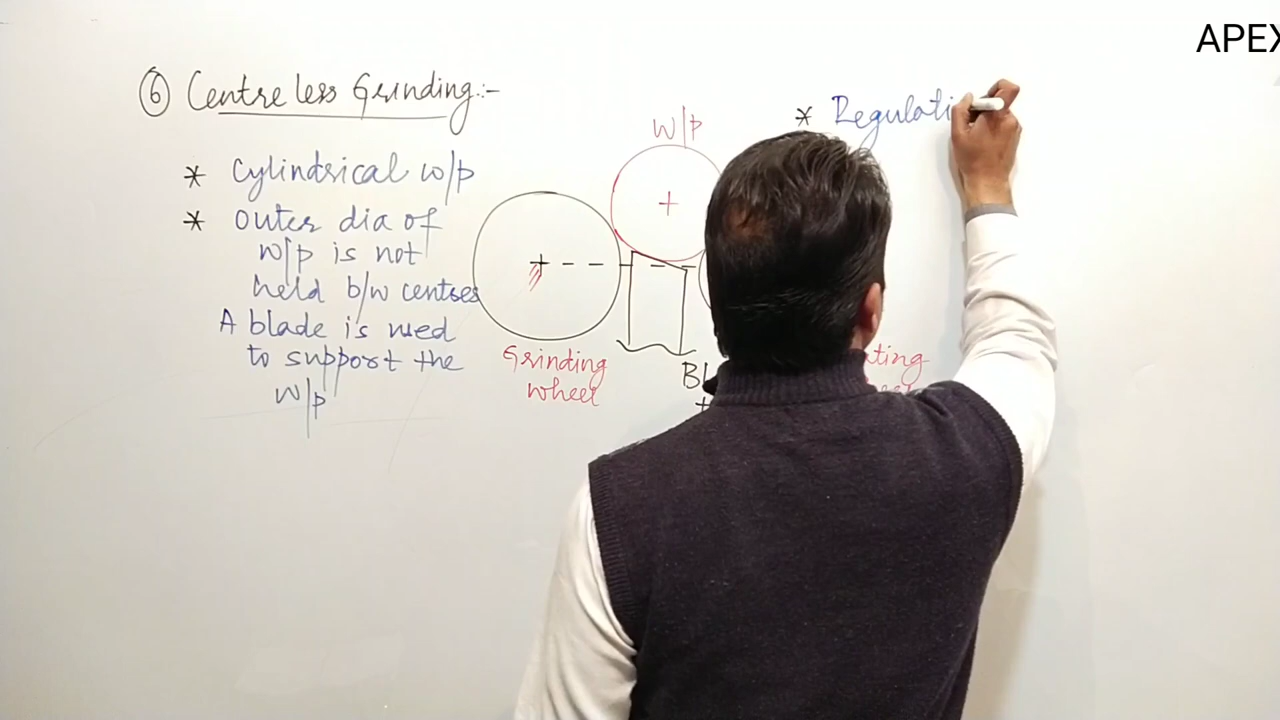 ⑥ Centre less Grinding:-
* Cylindrical w/p
* Outer dia of
w/p is not
held b/w centres
A blade is used
to support the
w/p
w/p
Grinding
wheel
Bl
ting
* Regulati
APEX